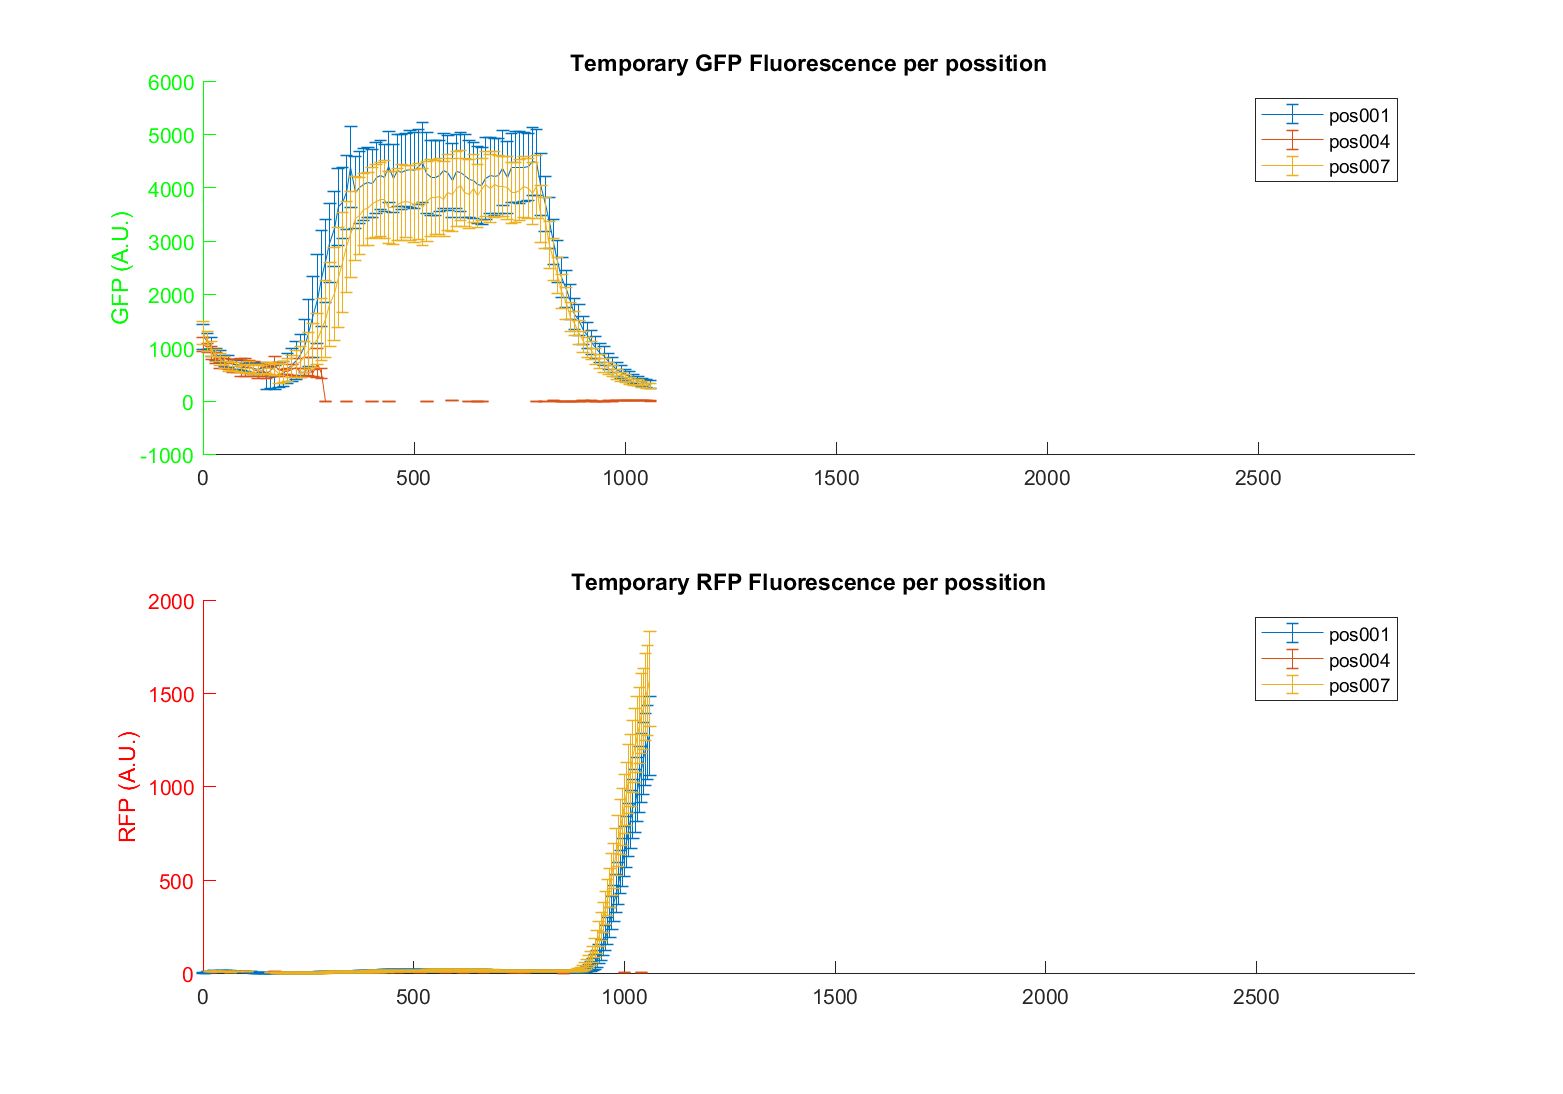 Temporary GFP Fluorescence per possition
6000
5000
4000
3000
2000
1000
0
-1000
GFP (A.U.)
0 500 1000 1500 2000 2500
pos001
pos004
pos007
Temporary RFP Fluorescence per possition
2000
1500
1000
500
0
RFP (A.U.)
0 500 1000 1500 2000 2500
pos001
pos004
pos007